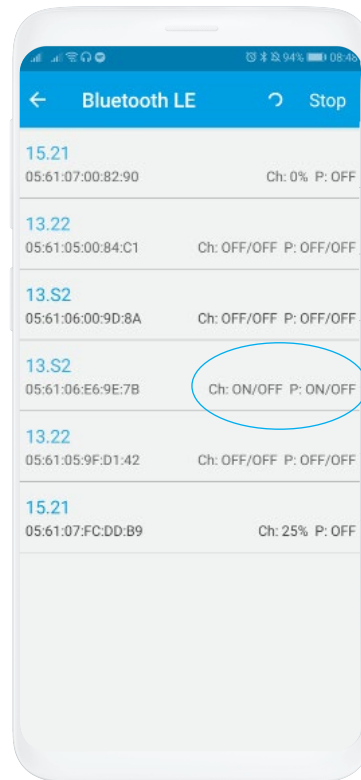 94% 08:48
Bluetooth LE Stop
15.21
05:61:07:00:82:90 Ch: 0% P: OFF
13.22
05:61:05:00:84:C1 Ch: OFF/OFF P: OFF/OFF
13.S2
05:61:06:00:9D:8A Ch: OFF/OFF P: OFF/OFF
13.S2
05:61:06:E6:9E:7B Ch: ON/OFF P: ON/OFF
13.22
05:61:05:9F:D1:42 Ch: OFF/OFF P: OFF/OFF
15.21
05:61:07:FC:DD:B9 Ch: 25% P: OFF